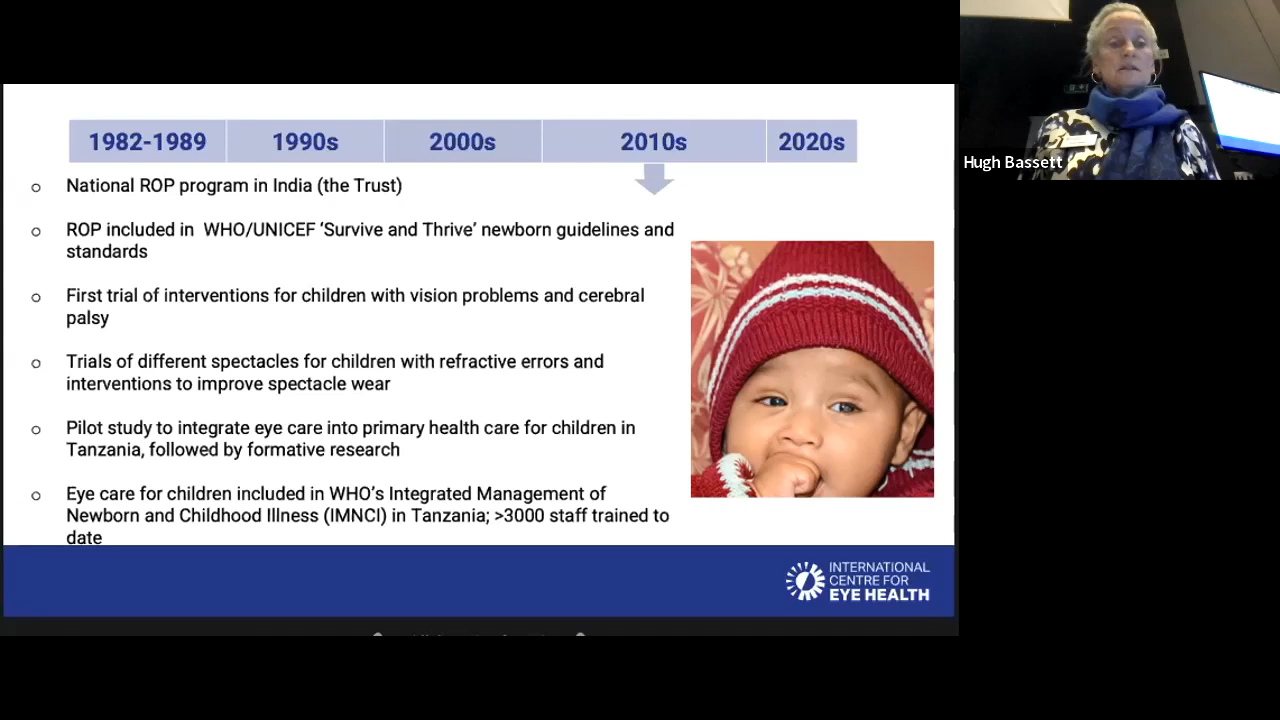 1982-1989 1990s 2000s 2010s 2020s
o National ROP program in India (the Trust)
o ROP included in WHO/UNICEF ‘Survive and Thrive’ newborn guidelines and
standards
o First trial of interventions for children with vision problems and cerebral
palsy
o Trials of different spectacles for children with refractive errors and
interventions to improve spectacle wear
o Pilot study to integrate eye care into primary health care for children in
Tanzania, followed by formative research
o Eye care for children included in WHO’s Integrated Management of
Newborn and Childhood Illness (IMNCI) in Tanzania; >3000 staff trained to
date
INTERNATIONAL
CENTRE FOR
EYE HEALTH
Hugh Bassett